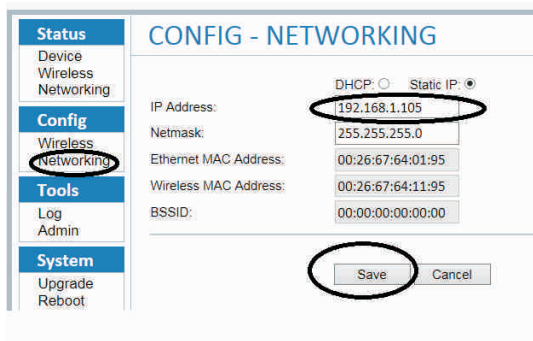 Status
Device
Wireless
Networking
Config
Wireless
Networking
Tools
Log
Admin
System
Upgrade
Reboot
CONFIG - NETWORKING
DHCP: Static IP:
IP Address: 192.168.1.105
Netmask: 255.255.255.0
Ethernet MAC Address: 00:26:67:64:01:95
Wireless MAC Address: 00:26:67:64:11:95
BSSID: 00:00:00:00:00:00
Save Cancel